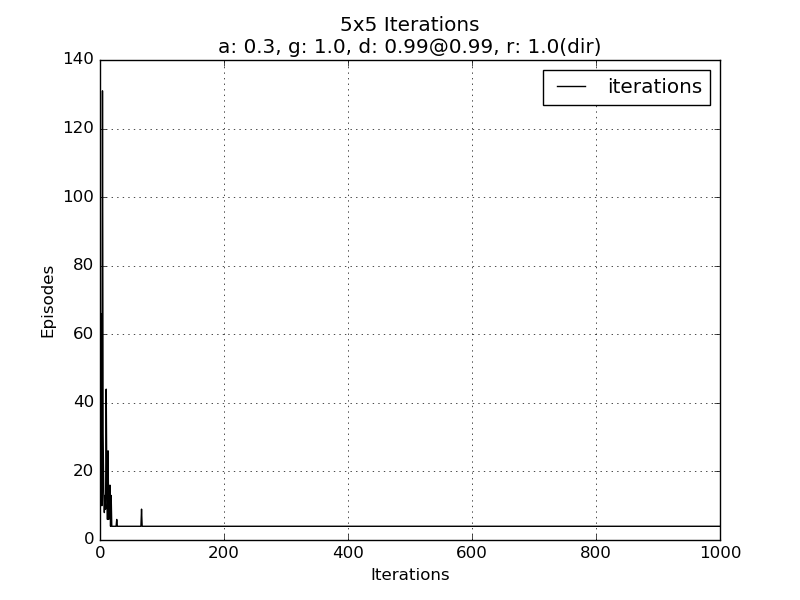 5x5 Iterations
a: 0.3, g: 1.0, d: 0.99@0.99, r: 1.0(dir)
iterations
140
120
100
80
60
40
20
0
Episodes
0 200 400 600 800 1000
Iterations